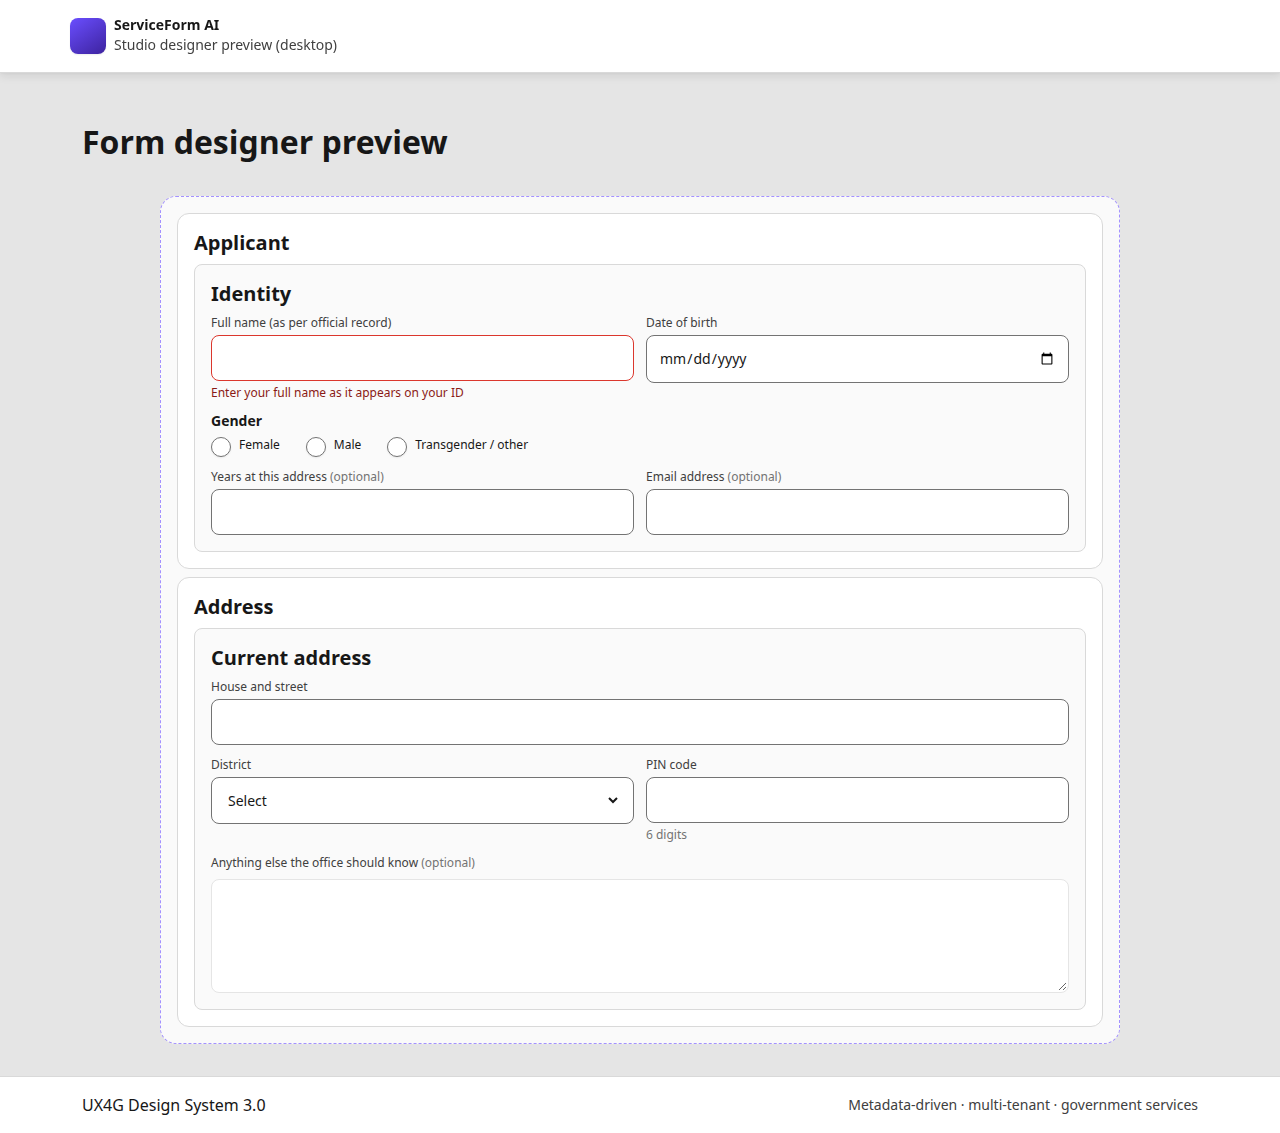 ServiceForm AI
Studio designer preview (desktop)
Form designer preview
Applicant
Identity
Full name (as per official record)
Date of birth
mm/dd/yyyy
Enter your full name as it appears on your ID
Gender
Female
Male
Transgender / other
Years at this address (optional)
Email address (optional)
Address
Current address
House and street
District
PIN code
Select
6 digits
Anything else the office should know (optional)
UX4G Design System 3.0
Metadata-driven · multi-tenant · government services